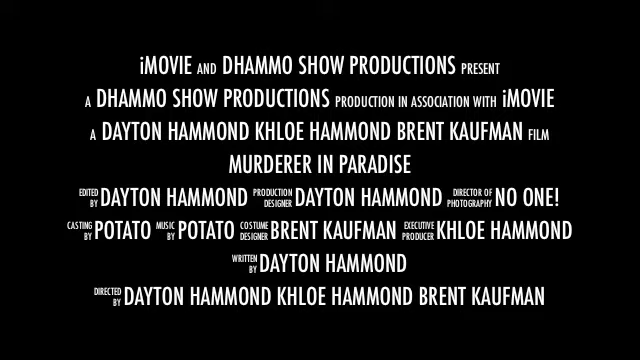 iMOVIE AND DHAMMO SHOW PRODUCTIONS PRESENT
A DHAMMO SHOW PRODUCTIONS PRODUCTION IN ASSOCIATION WITH iMOVIE
A DAYTON HAMMOND KHLOE HAMMOND BRENT KAUFMAN FILM
MURDERER IN PARADISE
EDITED BY DAYTON HAMMOND PRODUCTION DESIGNER DAYTON HAMMOND DIRECTOR OF PHOTOGRAPHY NO ONE!
CASTING BY POTATO MUSIC BY POTATO COSTUME DESIGNER BRENT KAUFMAN EXECUTIVE PRODUCER KHLOE HAMMOND
WRITTEN BY DAYTON HAMMOND
DIRECTED BY DAYTON HAMMOND KHLOE HAMMOND BRENT KAUFMAN